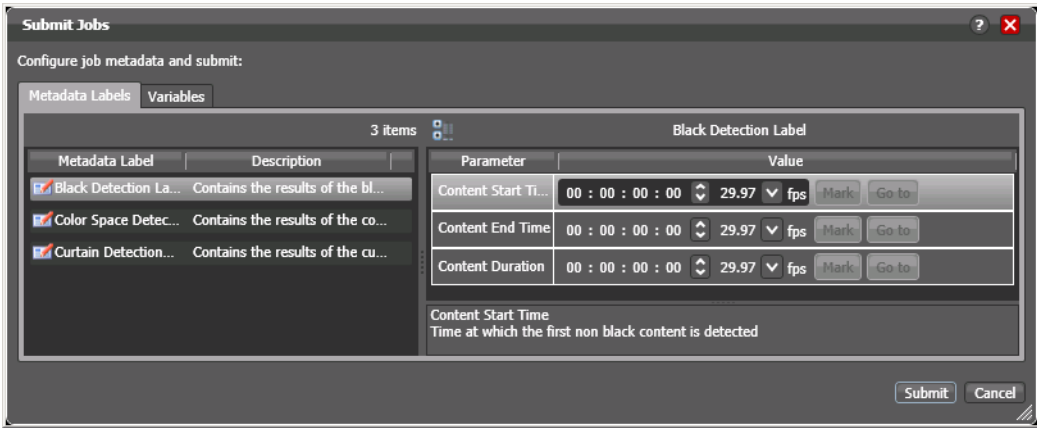 Submit Jobs ?
Configure job metadata and submit:
Metadata Labels Variables
3 items
Metadata Label Description
Black Detection La... Contains the results of the bl...
Color Space Detec... Contains the results of the co...
Curtain Detection... Contains the results of the cu...
Black Detection Label
Parameter Value
Content Start Ti... 00 : 00 : 00 : 00 29.97 fps Mark Go to
Content End Time 00 : 00 : 00 : 00 29.97 fps Mark Go to
Content Duration 00 : 00 : 00 : 00 29.97 fps Mark Go to
Content Start Time
Time at which the first non black content is detected
Submit Cancel